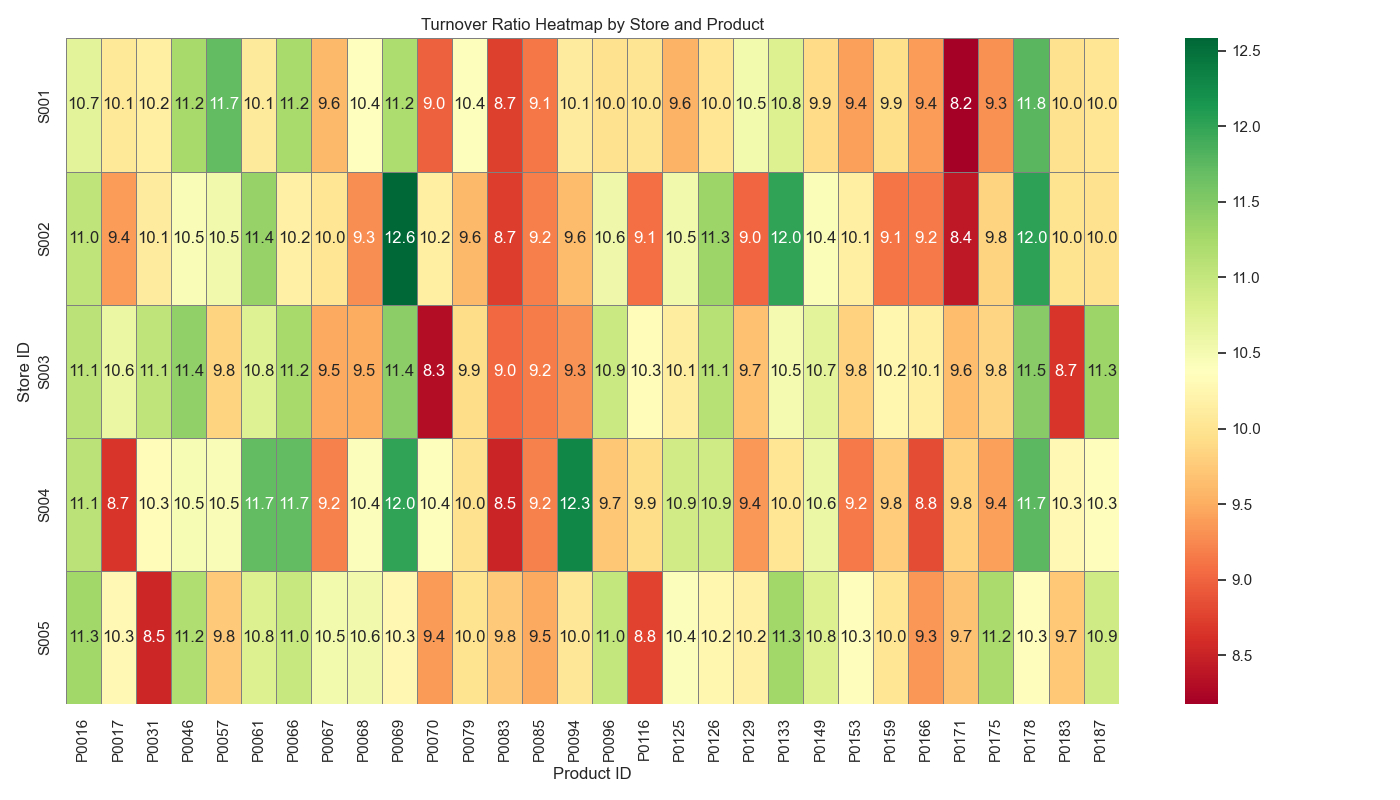 Turnover Ratio Heatmap by Store and Product
Store ID
S001 10.7 10.1 10.2 11.2 11.7 10.1 11.2 9.6 10.4 11.2 9.0 10.4 8.7 9.1 10.1 10.0 10.0 9.6 10.0 10.5 10.8 9.9 9.4 9.9 9.4 8.2 9.3 11.8 10.0 10.0
S002 11.0 9.4 10.1 10.5 10.5 11.4 10.2 10.0 9.3 12.6 10.2 9.6 8.7 9.2 9.6 10.6 9.1 10.5 11.3 9.0 12.0 10.4 10.1 9.1 9.2 8.4 9.8 12.0 10.0 10.0
S003 11.1 10.6 11.1 11.4 9.8 10.8 11.2 9.5 9.5 11.4 8.3 9.9 9.0 9.2 9.3 10.9 10.3 10.1 11.1 9.7 10.5 10.7 9.8 10.2 10.1 9.6 9.8 11.5 8.7 11.3
S004 11.1 8.7 10.3 10.5 10.5 11.7 11.7 9.2 10.4 12.0 10.4 10.0 8.5 9.2 12.3 9.7 9.9 10.9 10.9 9.4 10.0 10.6 9.2 9.8 8.8 9.8 9.4 11.7 10.3 10.3
S005 11.3 10.3 8.5 11.2 9.8 10.8 11.0 10.5 10.6 10.3 9.4 10.0 9.8 9.5 10.0 11.0 8.8 10.4 10.2 10.2 11.3 10.8 10.3 10.0 9.3 9.7 11.2 10.3 9.7 10.9
P0016 P0017 P0031 P0046 P0057 P0061 P0066 P0067 P0068 P0069 P0070 P0079 P0083 P0085 P0094 P0096 P0116 P0125 P0126 P0129 P0133 P0149 P0153 P0159 P0166 P0171 P0175 P0178 P0183 P0187
Product ID
12.5
12.0
11.5
11.0
10.5
10.0
9.5
9.0
8.5